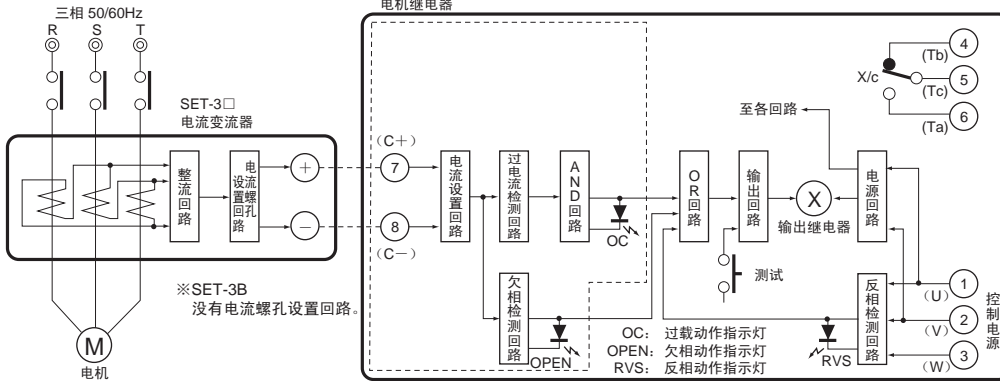 电机继电器
三相 50/60Hz
R S T
SET-3□
电流变流器
整流回路
电流螺孔设置回路
＋
－
(C＋)
7
8
(C－)
电流设置回路
过电流检测回路
AND回路
OC
欠相检测回路
OPEN
OR回路
输出回路
X
输出继电器
电源回路
至各回路
测试
反相检测回路
RVS
X/c
4
(Tb)
5
(Tc)
6
(Ta)
1
(U)
2
(V)
3
(W)
控制电源
※SET-3B
没有电流螺孔设置回路。
M
电机
OC： 过载动作指示灯
OPEN： 欠相动作指示灯
RVS： 反相动作指示灯